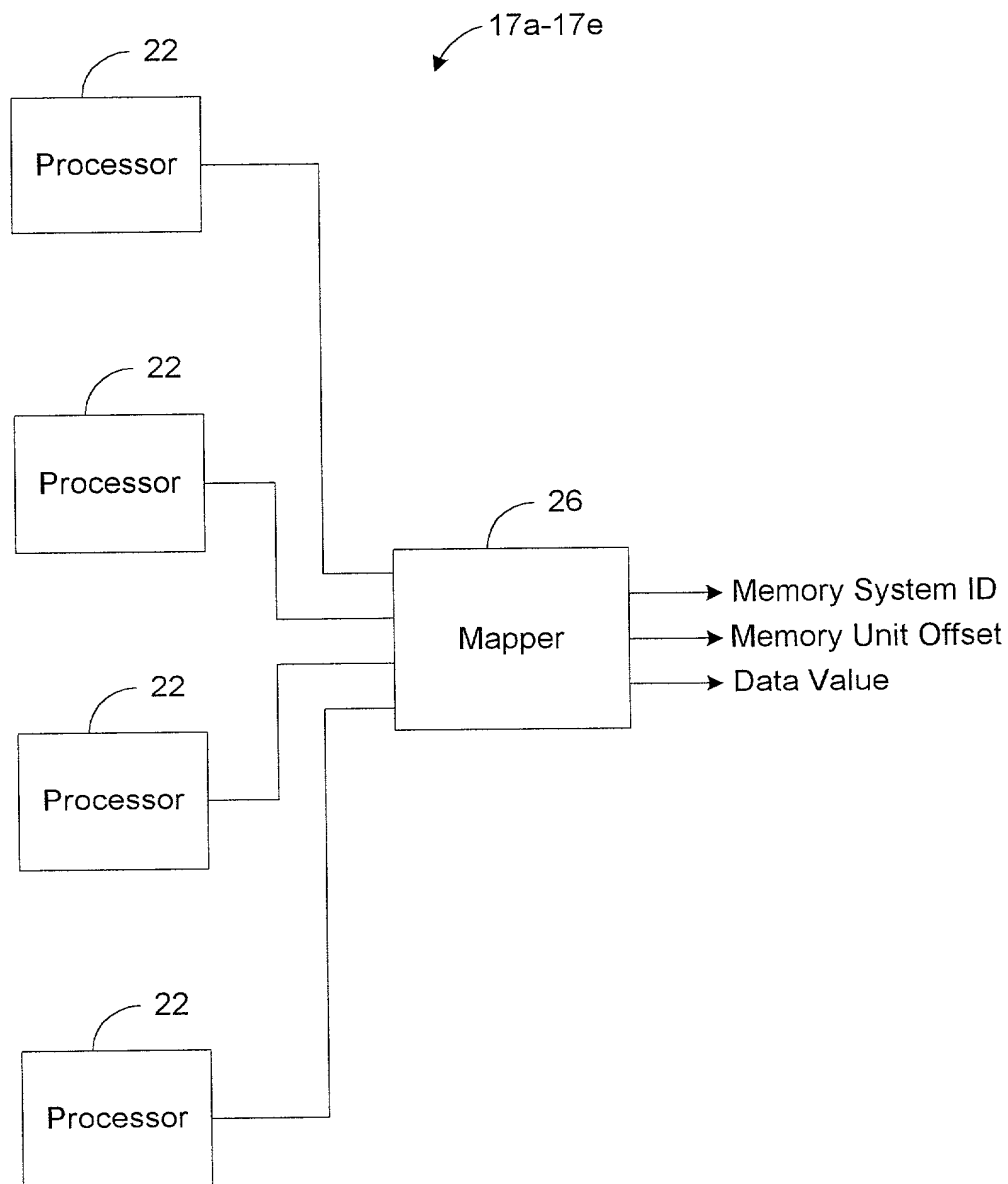 17a-17e
22
Processor
22
Processor
26
Mapper
Memory System ID
Memory Unit Offset
Data Value
22
Processor
22
Processor